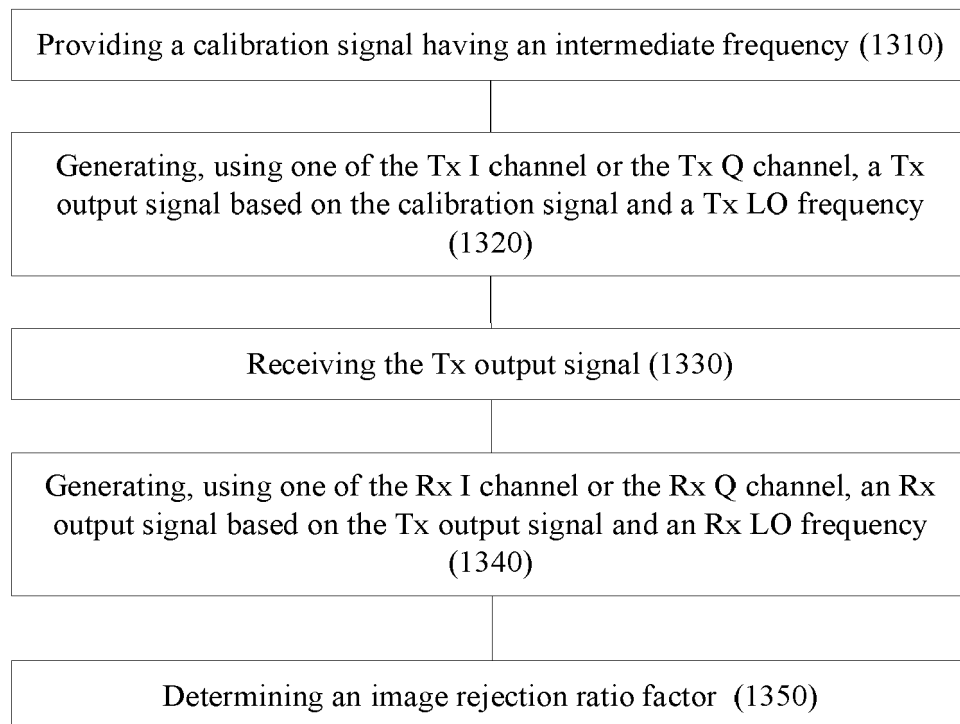 Providing a calibration signal having an intermediate frequency (1310)
Generating, using one of the Tx I channel or the Tx Q channel, a Tx
output signal based on the calibration signal and a Tx LO frequency
(1320)
Receiving the Tx output signal (1330)
Generating, using one of the Rx I channel or the Rx Q channel, an Rx
output signal based on the Tx output signal and an Rx LO frequency
(1340)
Determining an image rejection ratio factor (1350)